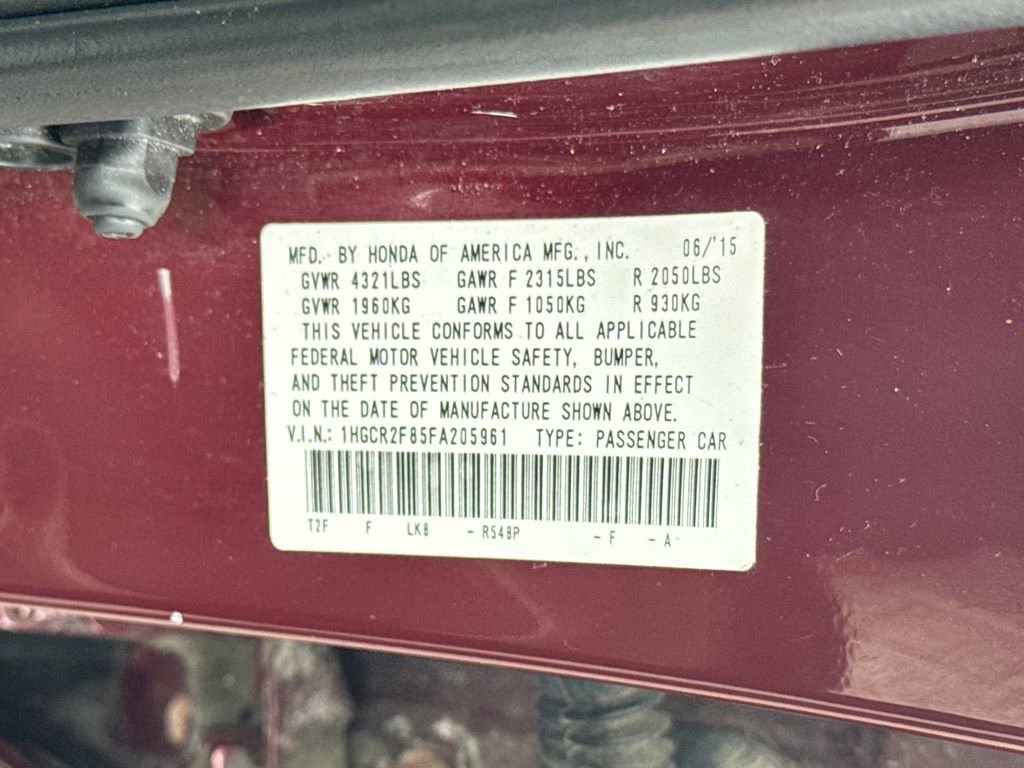 MFD. BY HONDA OF AMERICA MFG., INC. 06/'15
GVWR 4321LBS GAWR F 2315LBS R 2050LBS
GVWR 1960KG GAWR F 1050KG R 930KG
THIS VEHICLE CONFORMS TO ALL APPLICABLE
FEDERAL MOTOR VEHICLE SAFETY, BUMPER,
AND THEFT PREVENTION STANDARDS IN EFFECT
ON THE DATE OF MANUFACTURE SHOWN ABOVE.
V.I.N.: 1HGCR2F85FA205961 TYPE: PASSENGER CAR
T2F F LK8 - R548P - F - A